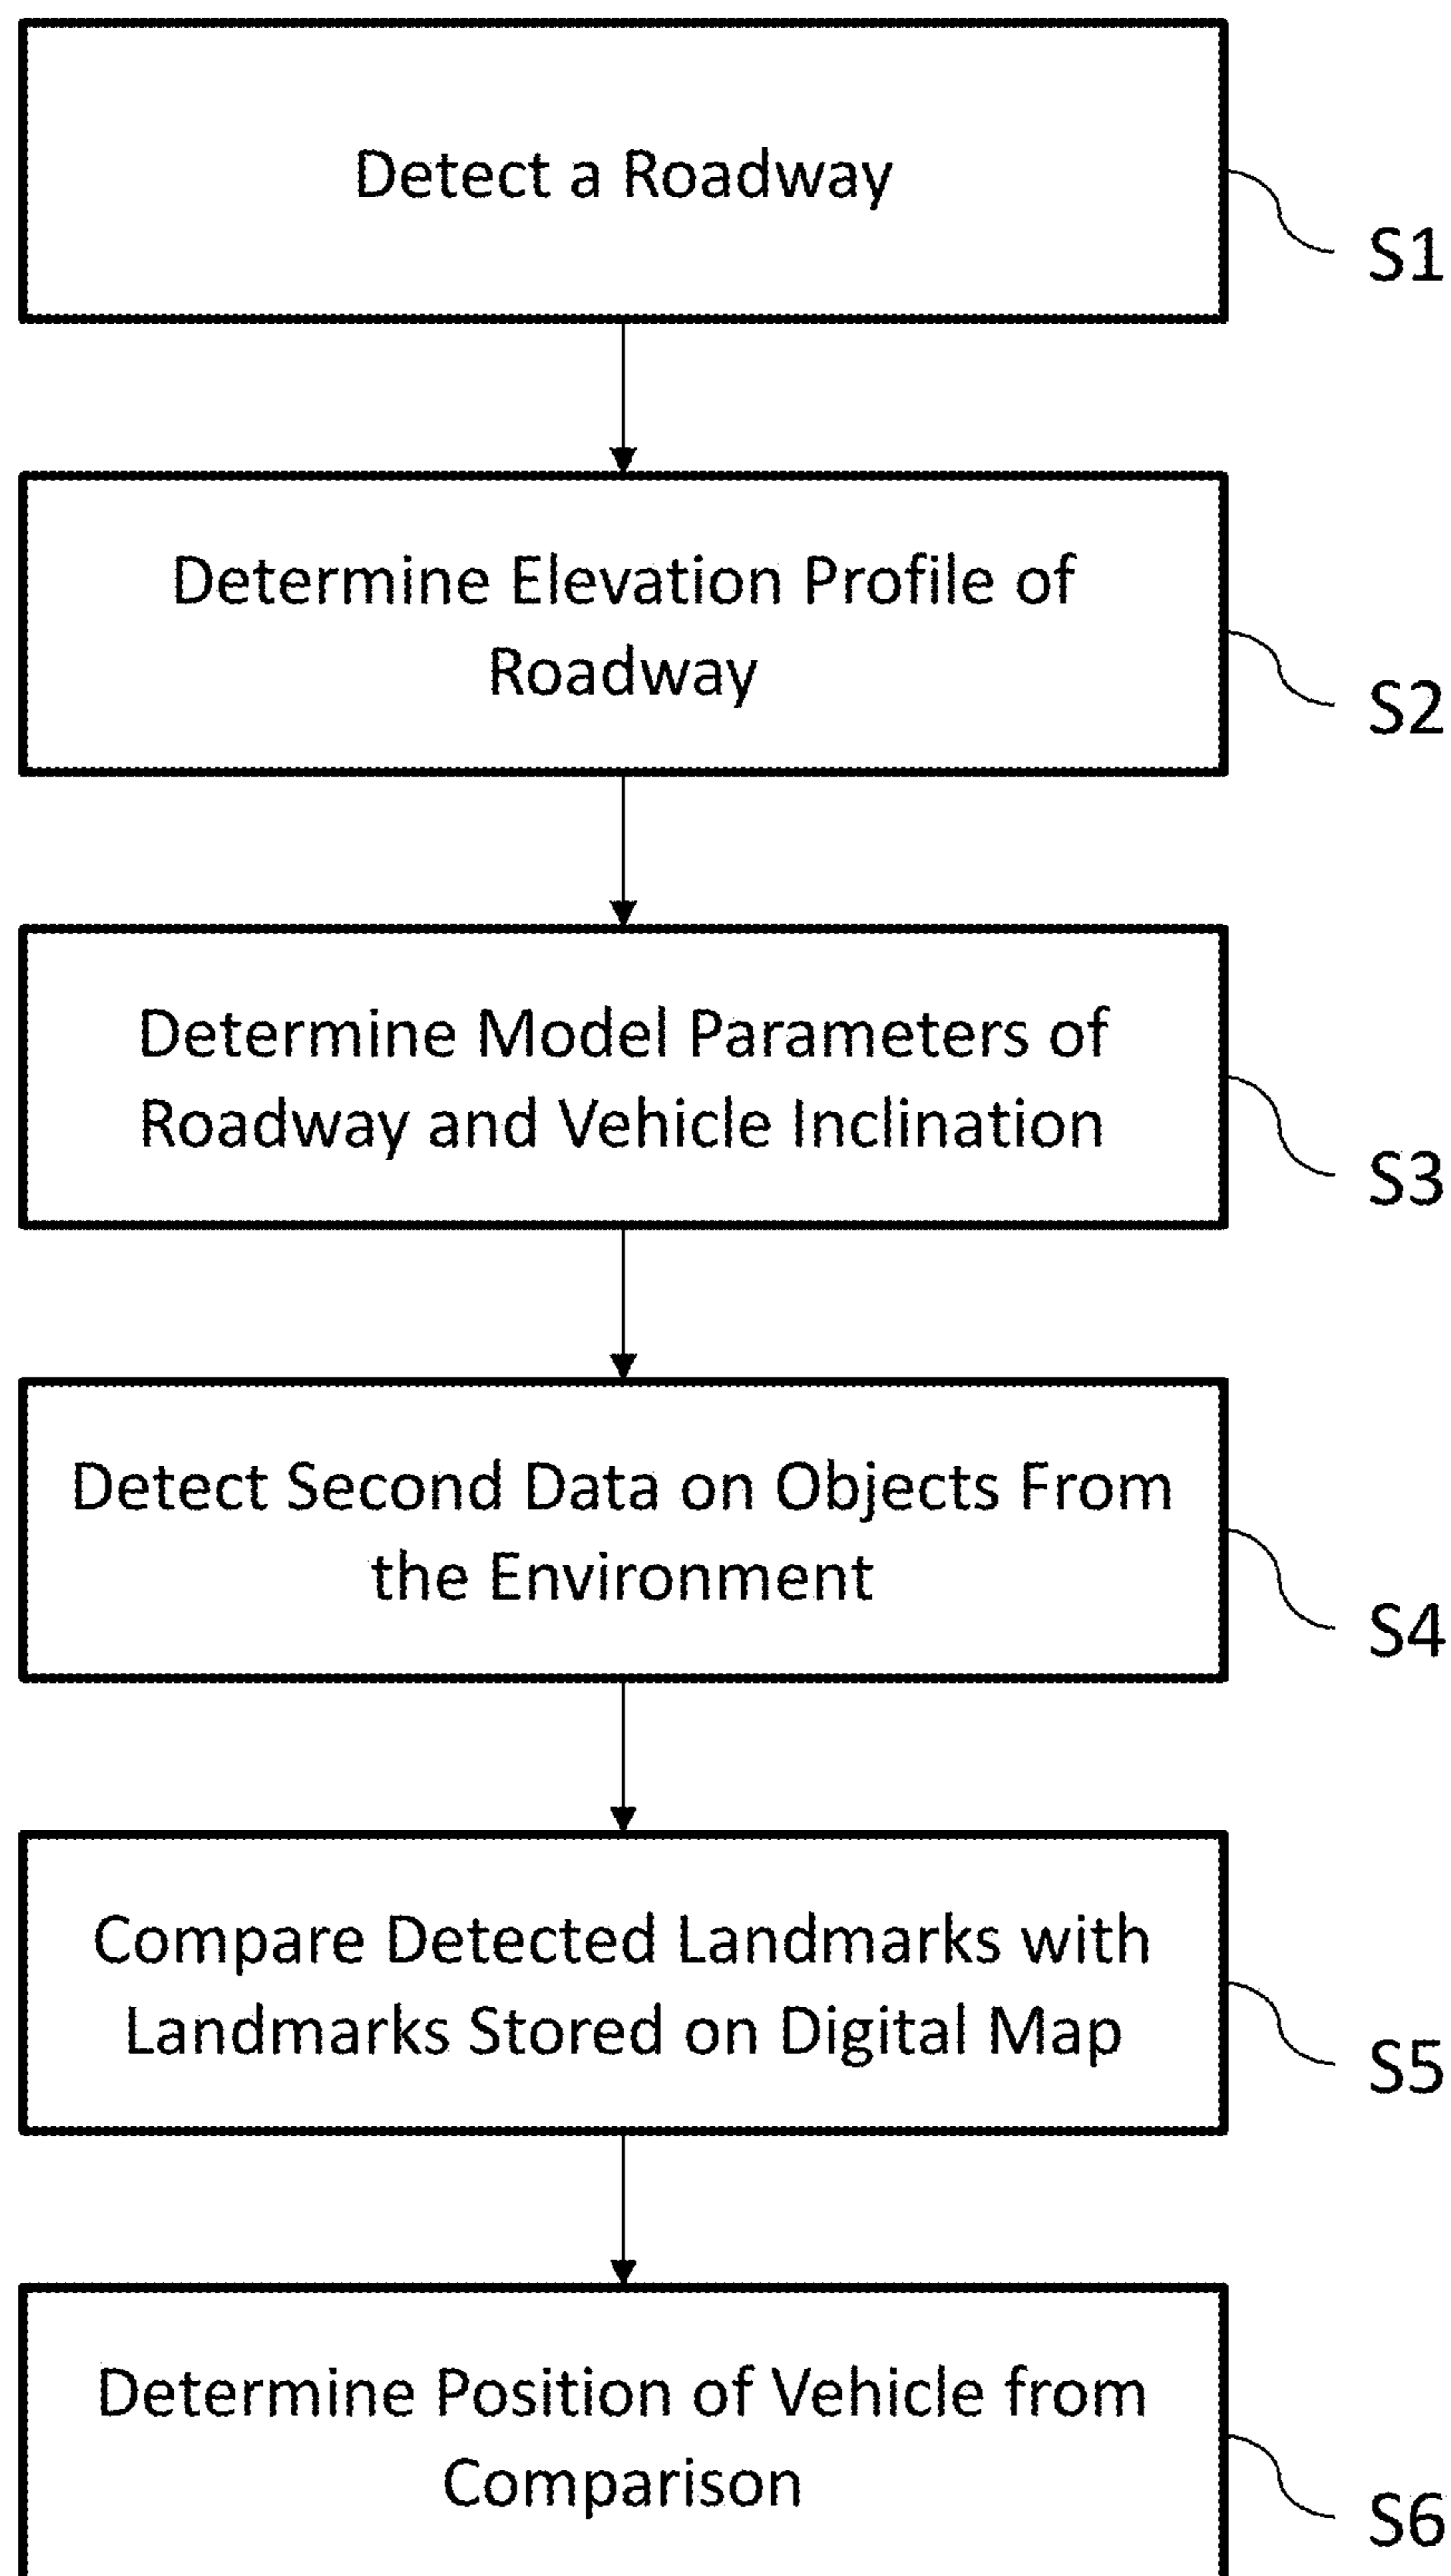 Detect a Roadway
S1
Determine Elevation Profile of
Roadway
S2
Determine Model Parameters of
Roadway and Vehicle Inclination
S3
Detect Second Data on Objects From
the Environment
S4
Compare Detected Landmarks with
Landmarks Stored on Digital Map
S5
Determine Position of Vehicle from
Comparison
S6